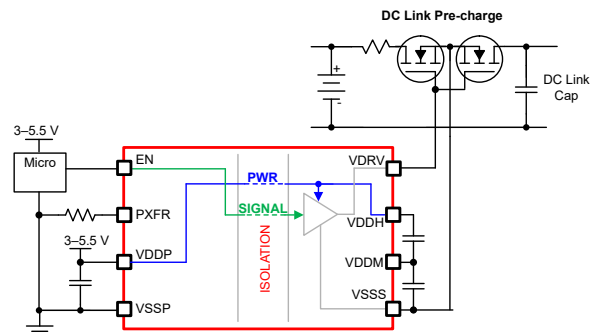 DC Link Pre-charge
+
-
DC Link
Cap
3–5.5 V
Micro
EN
PWR
VDRV
SIGNAL
PXFR
VDDH
3–5.5 V
ISOLATION
VDDP
VDDM
VSSS
VSSP